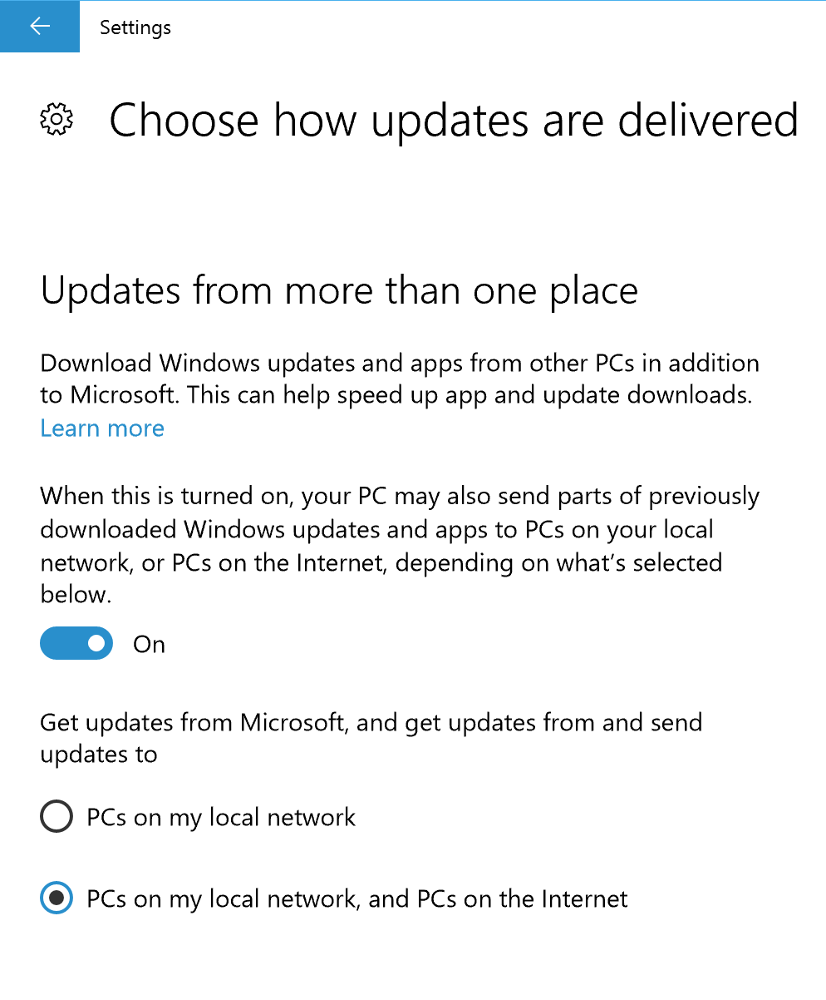 Settings
Choose how updates are delivered
Updates from more than one place
Download Windows updates and apps from other PCs in addition
to Microsoft. This can help speed up app and update downloads.
Learn more
When this is turned on, your PC may also send parts of previously
downloaded Windows updates and apps to PCs on your local
network, or PCs on the Internet, depending on what’s selected
below.
On
Get updates from Microsoft, and get updates from and send
updates to
PCs on my local network
PCs on my local network, and PCs on the Internet